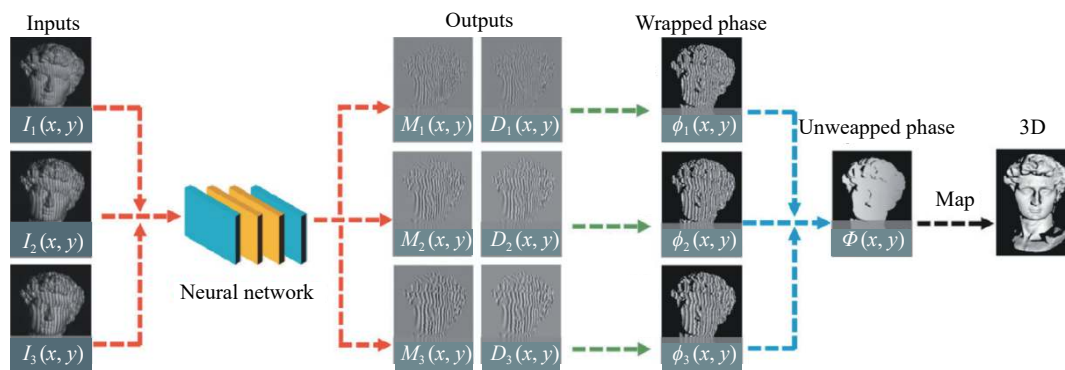 Inputs
Outputs
Wrapped phase
I₁(x, y)
M₁(x, y)
D₁(x, y)
ϕ₁(x, y)
Unweapped phase
3D
I₂(x, y)
M₂(x, y)
D₂(x, y)
ϕ₂(x, y)
Φ(x, y)
Map
Neural network
I₃(x, y)
M₃(x, y)
D₃(x, y)
ϕ₃(x, y)